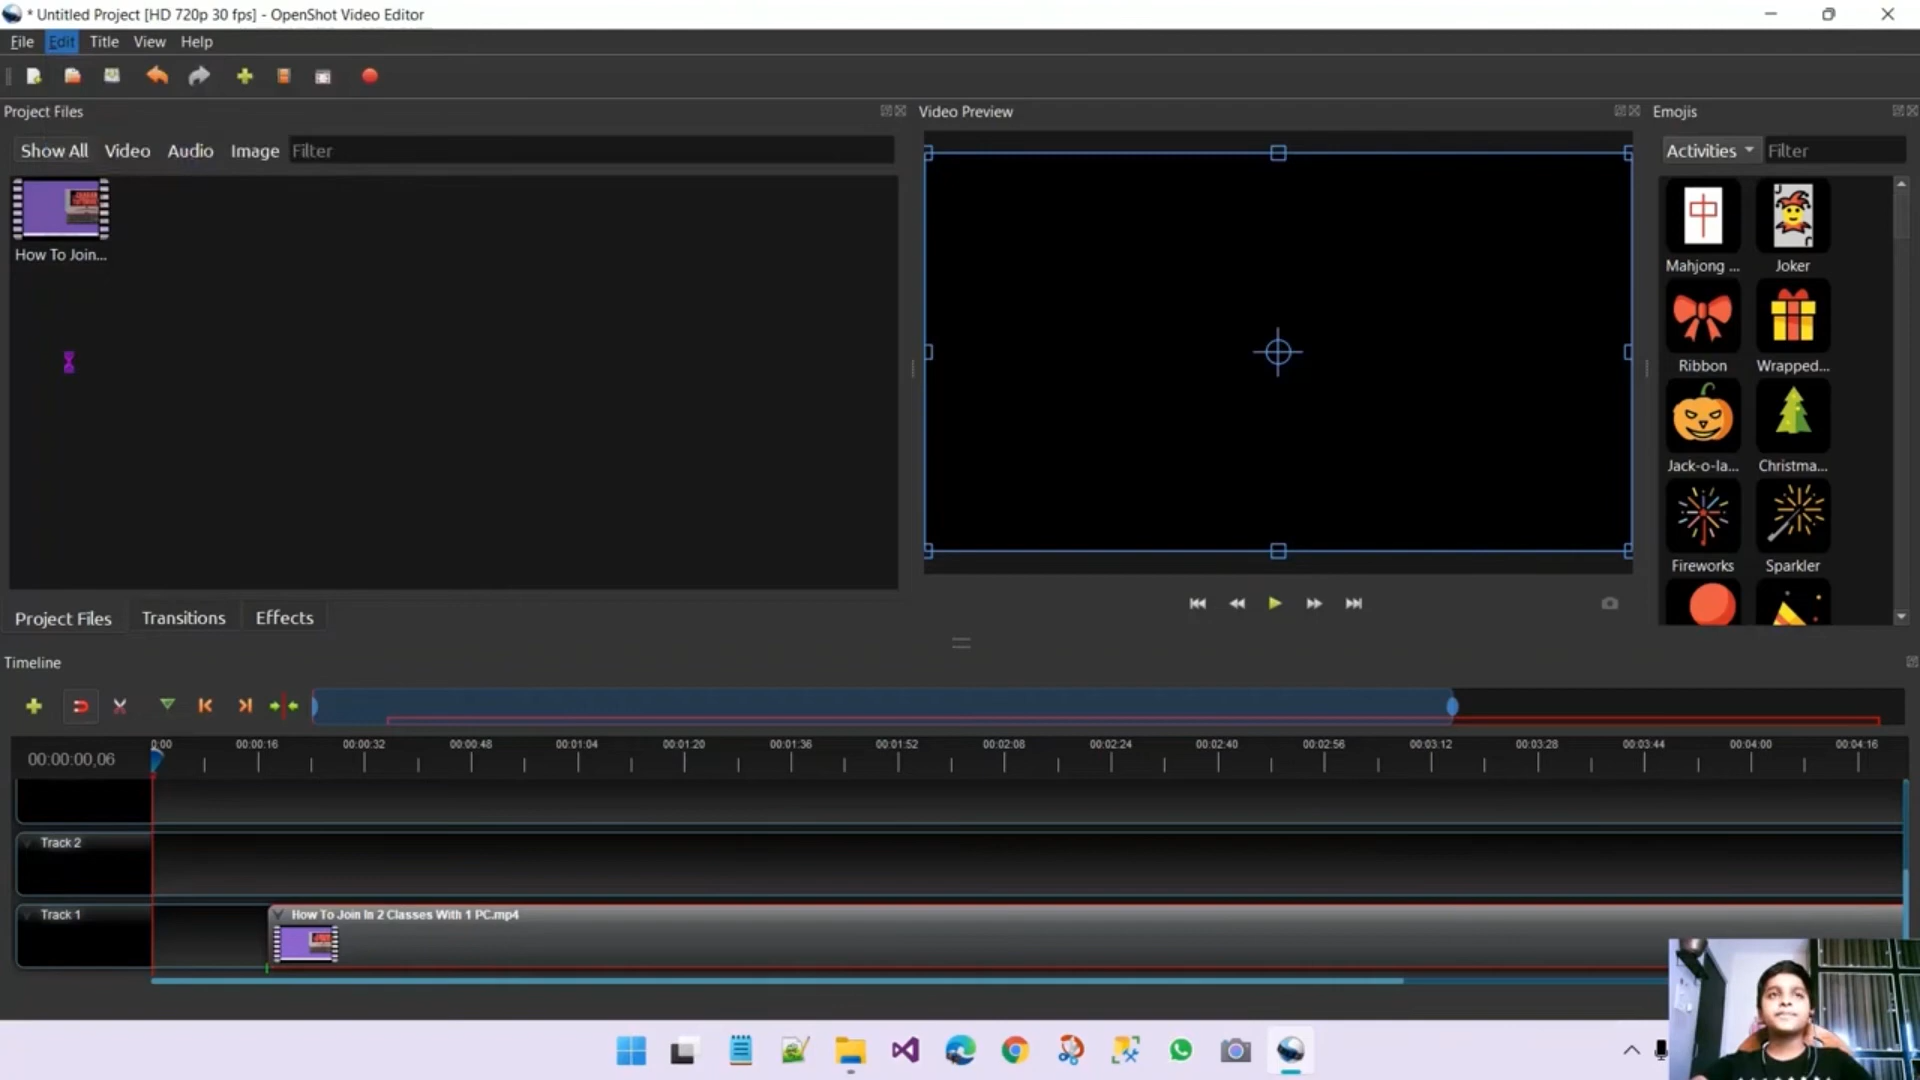 * Untitled Project [HD 720p 30 fps] - OpenShot Video Editor
File Edit Title View Help
Project Files
Video Preview
Emojis
Show All Video Audio Image Filter
Activities Filter
How To Join...
Mahjong ... Joker
Ribbon Wrapped...
Jack-o-la... Christma...
Fireworks Sparkler
Project Files Transitions Effects
Timeline
00:00:00,06
0:00 00:00:16 00:00:32 00:00:48 00:01:04 00:01:20 00:01:36 00:01:52 00:02:08 00:02:24 00:02:40 00:02:56 00:03:12 00:03:28 00:03:44 00:04:00 00:04:16
Track 2
Track 1
How To Join In 2 Classes With 1 PC.mp4